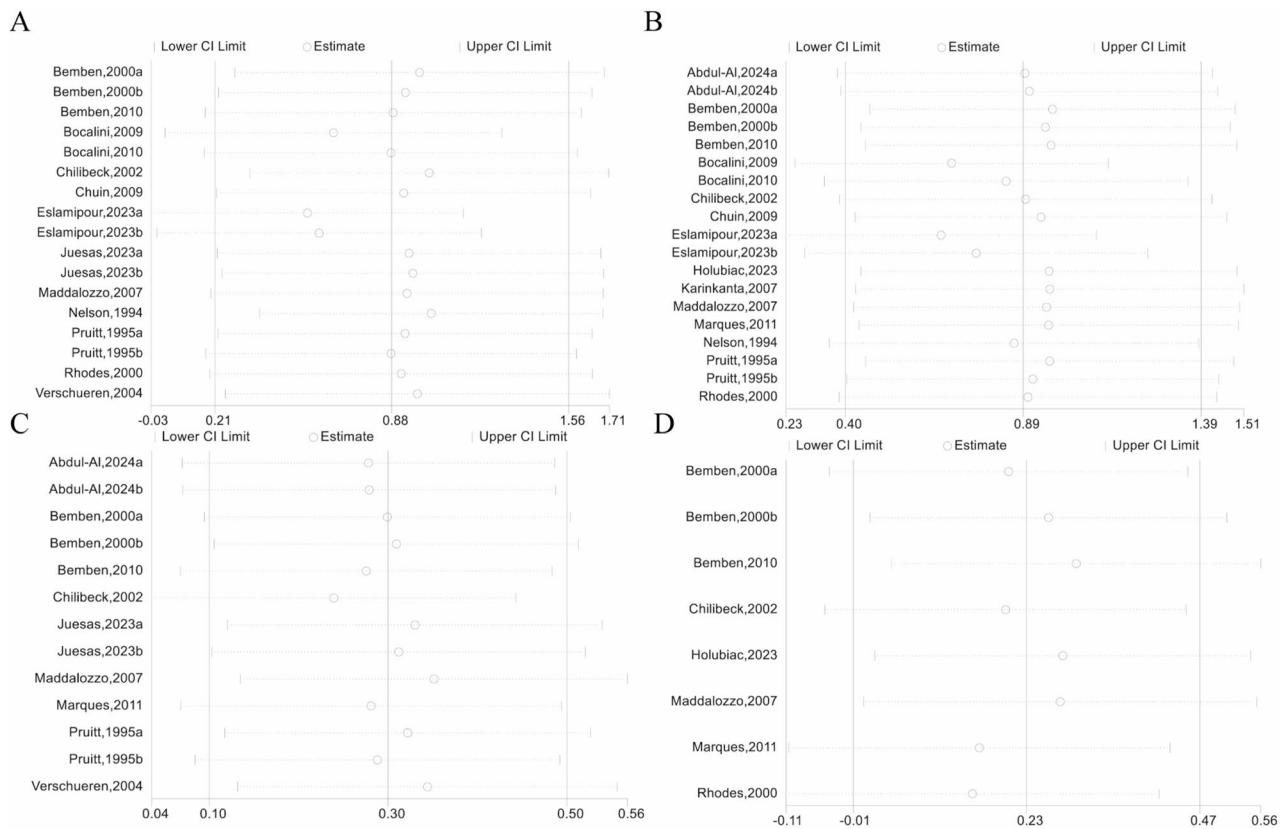 A
Lower CI Limit Estimate Upper CI Limit
Bemben,2000a
Bemben,2000b
Bemben,2010
Bocalini,2009
Bocalini,2010
Chilibeck,2002
Chuin,2009
Eslamipour,2023a
Eslamipour,2023b
Juesas,2023a
Juesas,2023b
Maddalozzo,2007
Nelson,1994
Pruitt,1995a
Pruitt,1995b
Rhodes,2000
Verschueren,2004
-0.03 0.21 0.88 1.56 1.71
B
Lower CI Limit Estimate Upper CI Limit
Abdul-Al,2024a
Abdul-Al,2024b
Bemben,2000a
Bemben,2000b
Bemben,2010
Bocalini,2009
Bocalini,2010
Chilibeck,2002
Chuin,2009
Eslamipour,2023a
Eslamipour,2023b
Holubiac,2023
Karinkanta,2007
Maddalozzo,2007
Marques,2011
Nelson,1994
Pruitt,1995a
Pruitt,1995b
Rhodes,2000
0.23 0.40 0.89 1.39 1.51
C
Lower CI Limit Estimate Upper CI Limit
Abdul-Al,2024a
Abdul-Al,2024b
Bemben,2000a
Bemben,2000b
Bemben,2010
Chilibeck,2002
Juesas,2023a
Juesas,2023b
Maddalozzo,2007
Marques,2011
Pruitt,1995a
Pruitt,1995b
Verschueren,2004
0.04 0.10 0.30 0.50 0.56
D
Lower CI Limit Estimate Upper CI Limit
Bemben,2000a
Bemben,2000b
Bemben,2010
Chilibeck,2002
Holubiac,2023
Maddalozzo,2007
Marques,2011
Rhodes,2000
-0.11 -0.01 0.23 0.47 0.56